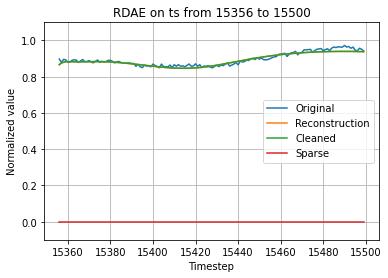 RDAE on ts from 15356 to 15500
Normalized value
1.0
0.8
0.6
0.4
0.2
0.0
Original
Reconstruction
Cleaned
Sparse
15360 15380 15400 15420 15440 15460 15480 15500
Timestep